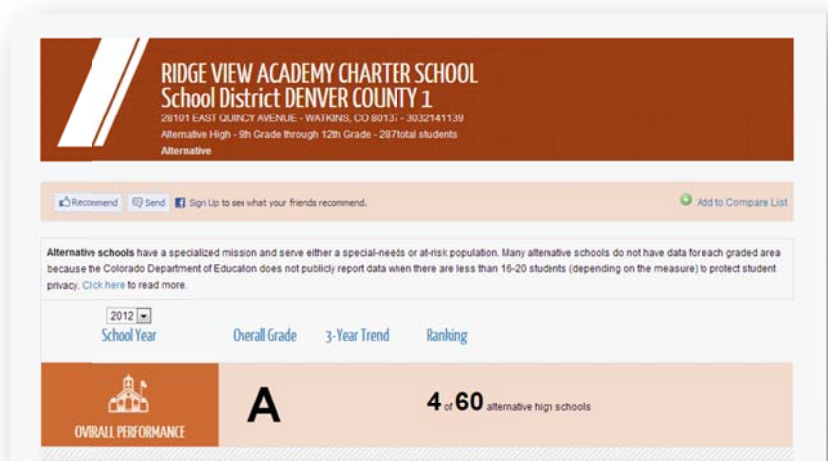 RIDGE VIEW ACADEMY CHARTER SCHOOL
School District DENVER COUNTY 1
28101 EAST QUINCY AVENUE - WATKINS, CO 80137 - 3032141139
Alternative High - 9th Grade through 12th Grade - 287total students
Alternative
Recommend Send Sign Up to see what your friends recommend. Add to Compare List
Alternative schools have a specialized mission and serve either a special-needs or at-risk population. Many alternative schools do not have data foreach graded area
because the Colorado Department of Education does not publicly report data when there are less than 16-20 students (depending on the measure) to protect student
privacy. Click here to read more.
2012
School Year Overall Grade 3-Year Trend Ranking
A 4 of 60 alternative high schools
OVERALL PERFORMANCE